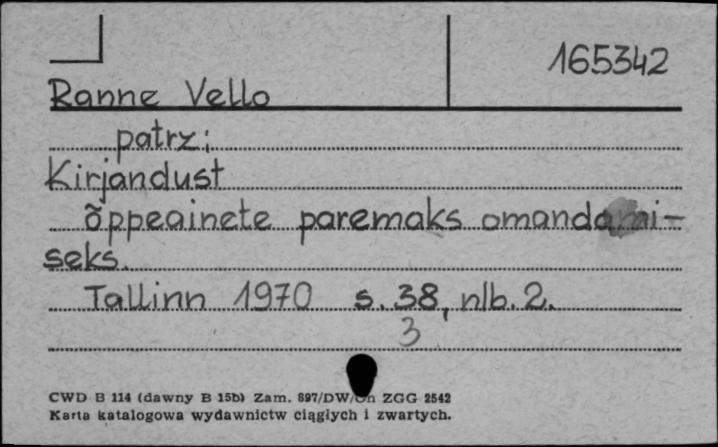 165342
Ranne Vello
patrz:
Kirjandust
õppeainete paremaks omandami-
seks.
Tallinn 1970 s. 38, nlb. 2.
3
CWD B 114 (dawny B 15b) Zam. 897/DW/ ZGG 2542
Karta katalogowa wydawnictw ciągłych i zwartych.